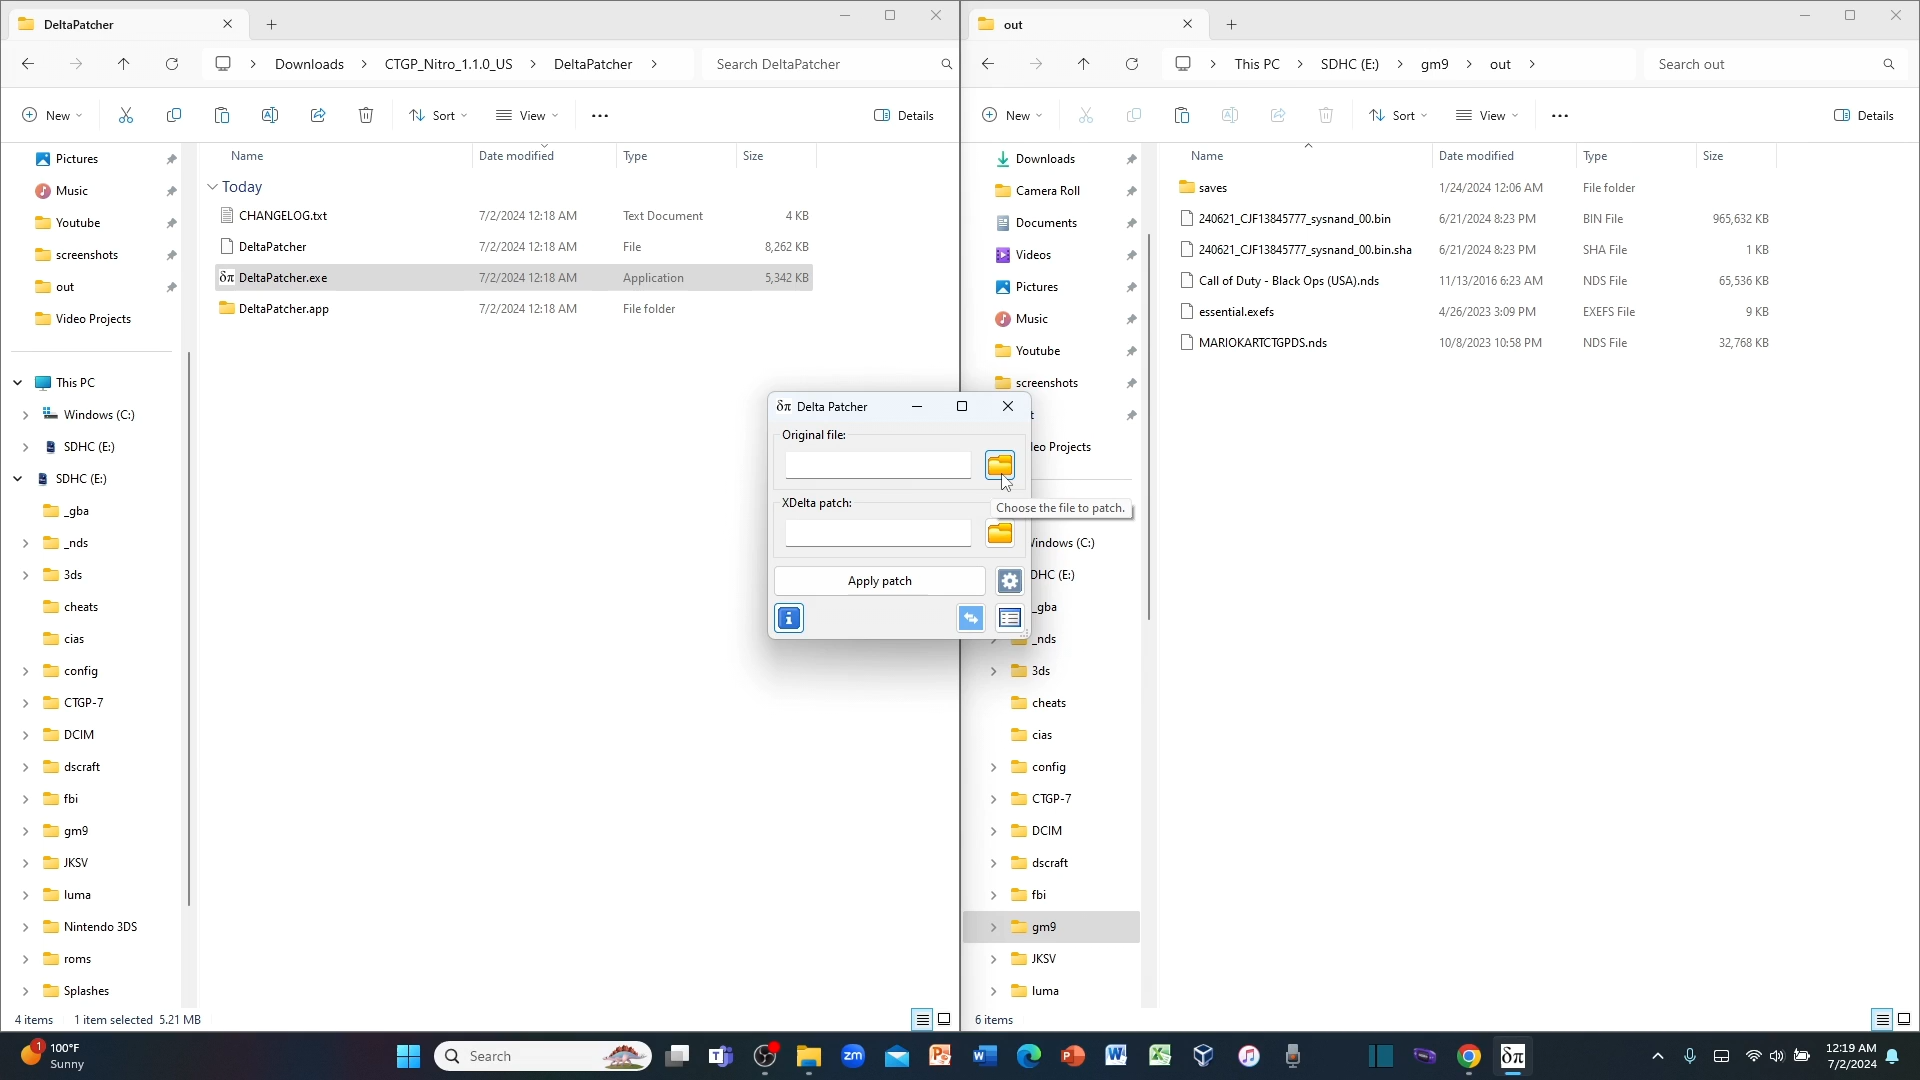 DeltaPatcher
Downloads
CTGP_Nitro_1.1.0_US
DeltaPatcher
Search DeltaPatcher
New
Sort
View
Details
Name
Date modified
Type
Size
Pictures
Music
Youtube
screenshots
out
Video Projects
This PC
Windows (C:)
SDHC (E:)
SDHC (E:)
_gba
_nds
3ds
cheats
cias
config
CTGP-7
DCIM
dscraft
fbi
gm9
JKSV
luma
Nintendo 3DS
roms
Splashes
Today
CHANGELOG.txt 7/2/2024 12:18 AM Text Document 4 KB
DeltaPatcher 7/2/2024 12:18 AM File 8,262 KB
δπ DeltaPatcher.exe 7/2/2024 12:18 AM Application 5,342 KB
DeltaPatcher.app 7/2/2024 12:18 AM File folder
4 items 1 item selected 5.21 MB
δπ Delta Patcher
Original file:
XDelta patch:
Choose the file to patch.
Apply patch
out
This PC
SDHC (E:)
gm9
out
Search out
New
Sort
View
Details
Name
Date modified
Type
Size
Downloads
Camera Roll
Documents
Videos
Pictures
Music
Youtube
screenshots
t
eo Projects
Windows (C:)
DHC (E:)
_gba
_nds
3ds
cheats
cias
config
CTGP-7
DCIM
dscraft
fbi
gm9
JKSV
luma
saves 1/24/2024 12:06 AM File folder
240621_CJF13845777_sysnand_00.bin 6/21/2024 8:23 PM BIN File 965,632 KB
240621_CJF13845777_sysnand_00.bin.sha 6/21/2024 8:23 PM SHA File 1 KB
Call of Duty - Black Ops (USA).nds 11/13/2016 6:23 AM NDS File 65,536 KB
essential.exefs 4/26/2023 3:09 PM EXEFS File 9 KB
MARIOKARTCTGPDS.nds 10/8/2023 10:58 PM NDS File 32,768 KB
6 items
1
100°F
Sunny
Search
zm
δπ
12:19 AM
7/2/2024